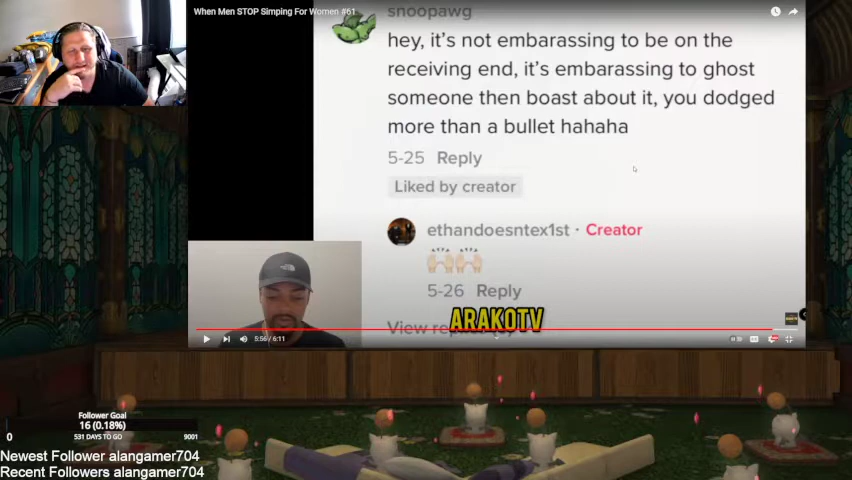 When Men STOP Simping For Women #61
snoopawg
hey, it's not embarassing to be on the
receiving end, it's embarassing to ghost
someone then boast about it, you dodged
more than a bullet hahaha
5-25 Reply
Liked by creator
ethandoesntex1st · Creator
5-26 Reply
View
ARAKOTV
5:56 / 6:11
Follower Goal
16 (0.18%)
0
531 DAYS TO GO
9001
Newest Follower alangamer704
Recent Followers alangamer704